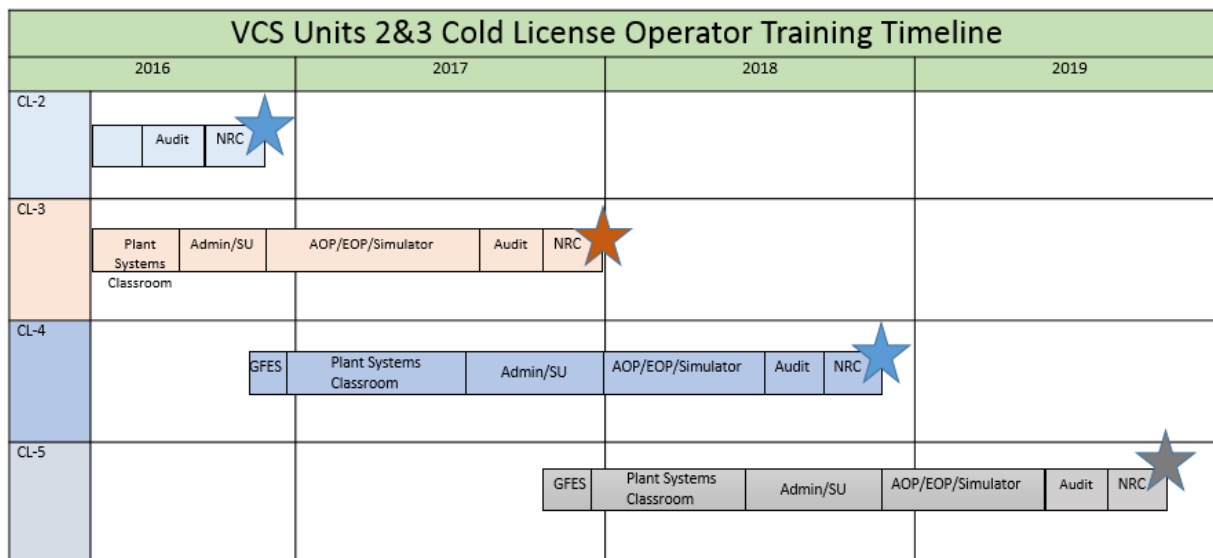 VCS Units 2&3 Cold License Operator Training Timeline
2016
2017
2018
2019
CL-2
Audit
NRC
CL-3
Plant
Systems
Classroom
Admin/SU
AOP/EOP/Simulator
Audit
NRC
CL-4
GFES
Plant Systems
Classroom
Admin/SU
AOP/EOP/Simulator
Audit
NRC
CL-5
GFES
Plant Systems
Classroom
Admin/SU
AOP/EOP/Simulator
Audit
NRC